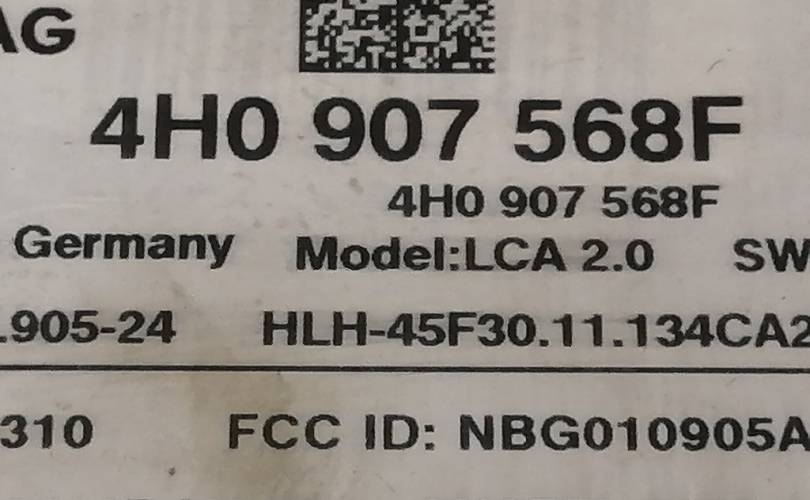 AG
4H0 907 568F
4H0 907 568F
Germany Model:LCA 2.0 SW
.905-24 HLH-45F30.11.134CA2
310 FCC ID: NBG010905A